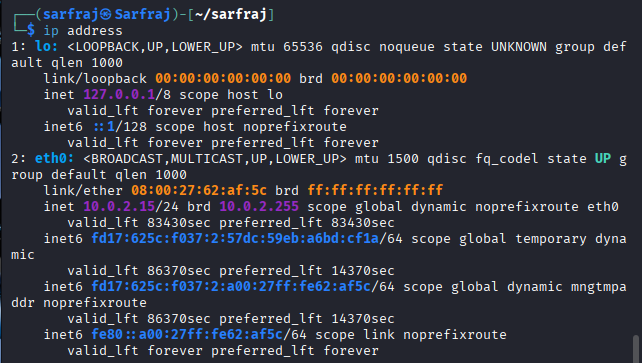 ┌──(sarfraj㉿Sarfraj)-[~/sarfraj]
└─$ ip address
1: lo: <LOOPBACK,UP,LOWER_UP> mtu 65536 qdisc noqueue state UNKNOWN group def
ault qlen 1000
    link/loopback 00:00:00:00:00:00 brd 00:00:00:00:00:00
    inet 127.0.0.1/8 scope host lo
       valid_lft forever preferred_lft forever
    inet6 ::1/128 scope host noprefixroute
       valid_lft forever preferred_lft forever
2: eth0: <BROADCAST,MULTICAST,UP,LOWER_UP> mtu 1500 qdisc fq_codel state UP g
roup default qlen 1000
    link/ether 08:00:27:62:af:5c brd ff:ff:ff:ff:ff:ff
    inet 10.0.2.15/24 brd 10.0.2.255 scope global dynamic noprefixroute eth0
       valid_lft 83430sec preferred_lft 83430sec
    inet6 fd17:625c:f037:2:57dc:59eb:a6bd:cf1a/64 scope global temporary dyna
mic
       valid_lft 86370sec preferred_lft 14370sec
    inet6 fd17:625c:f037:2:a00:27ff:fe62:af5c/64 scope global dynamic mngtmpa
ddr noprefixroute
       valid_lft 86370sec preferred_lft 14370sec
    inet6 fe80::a00:27ff:fe62:af5c/64 scope link noprefixroute
       valid_lft forever preferred_lft forever